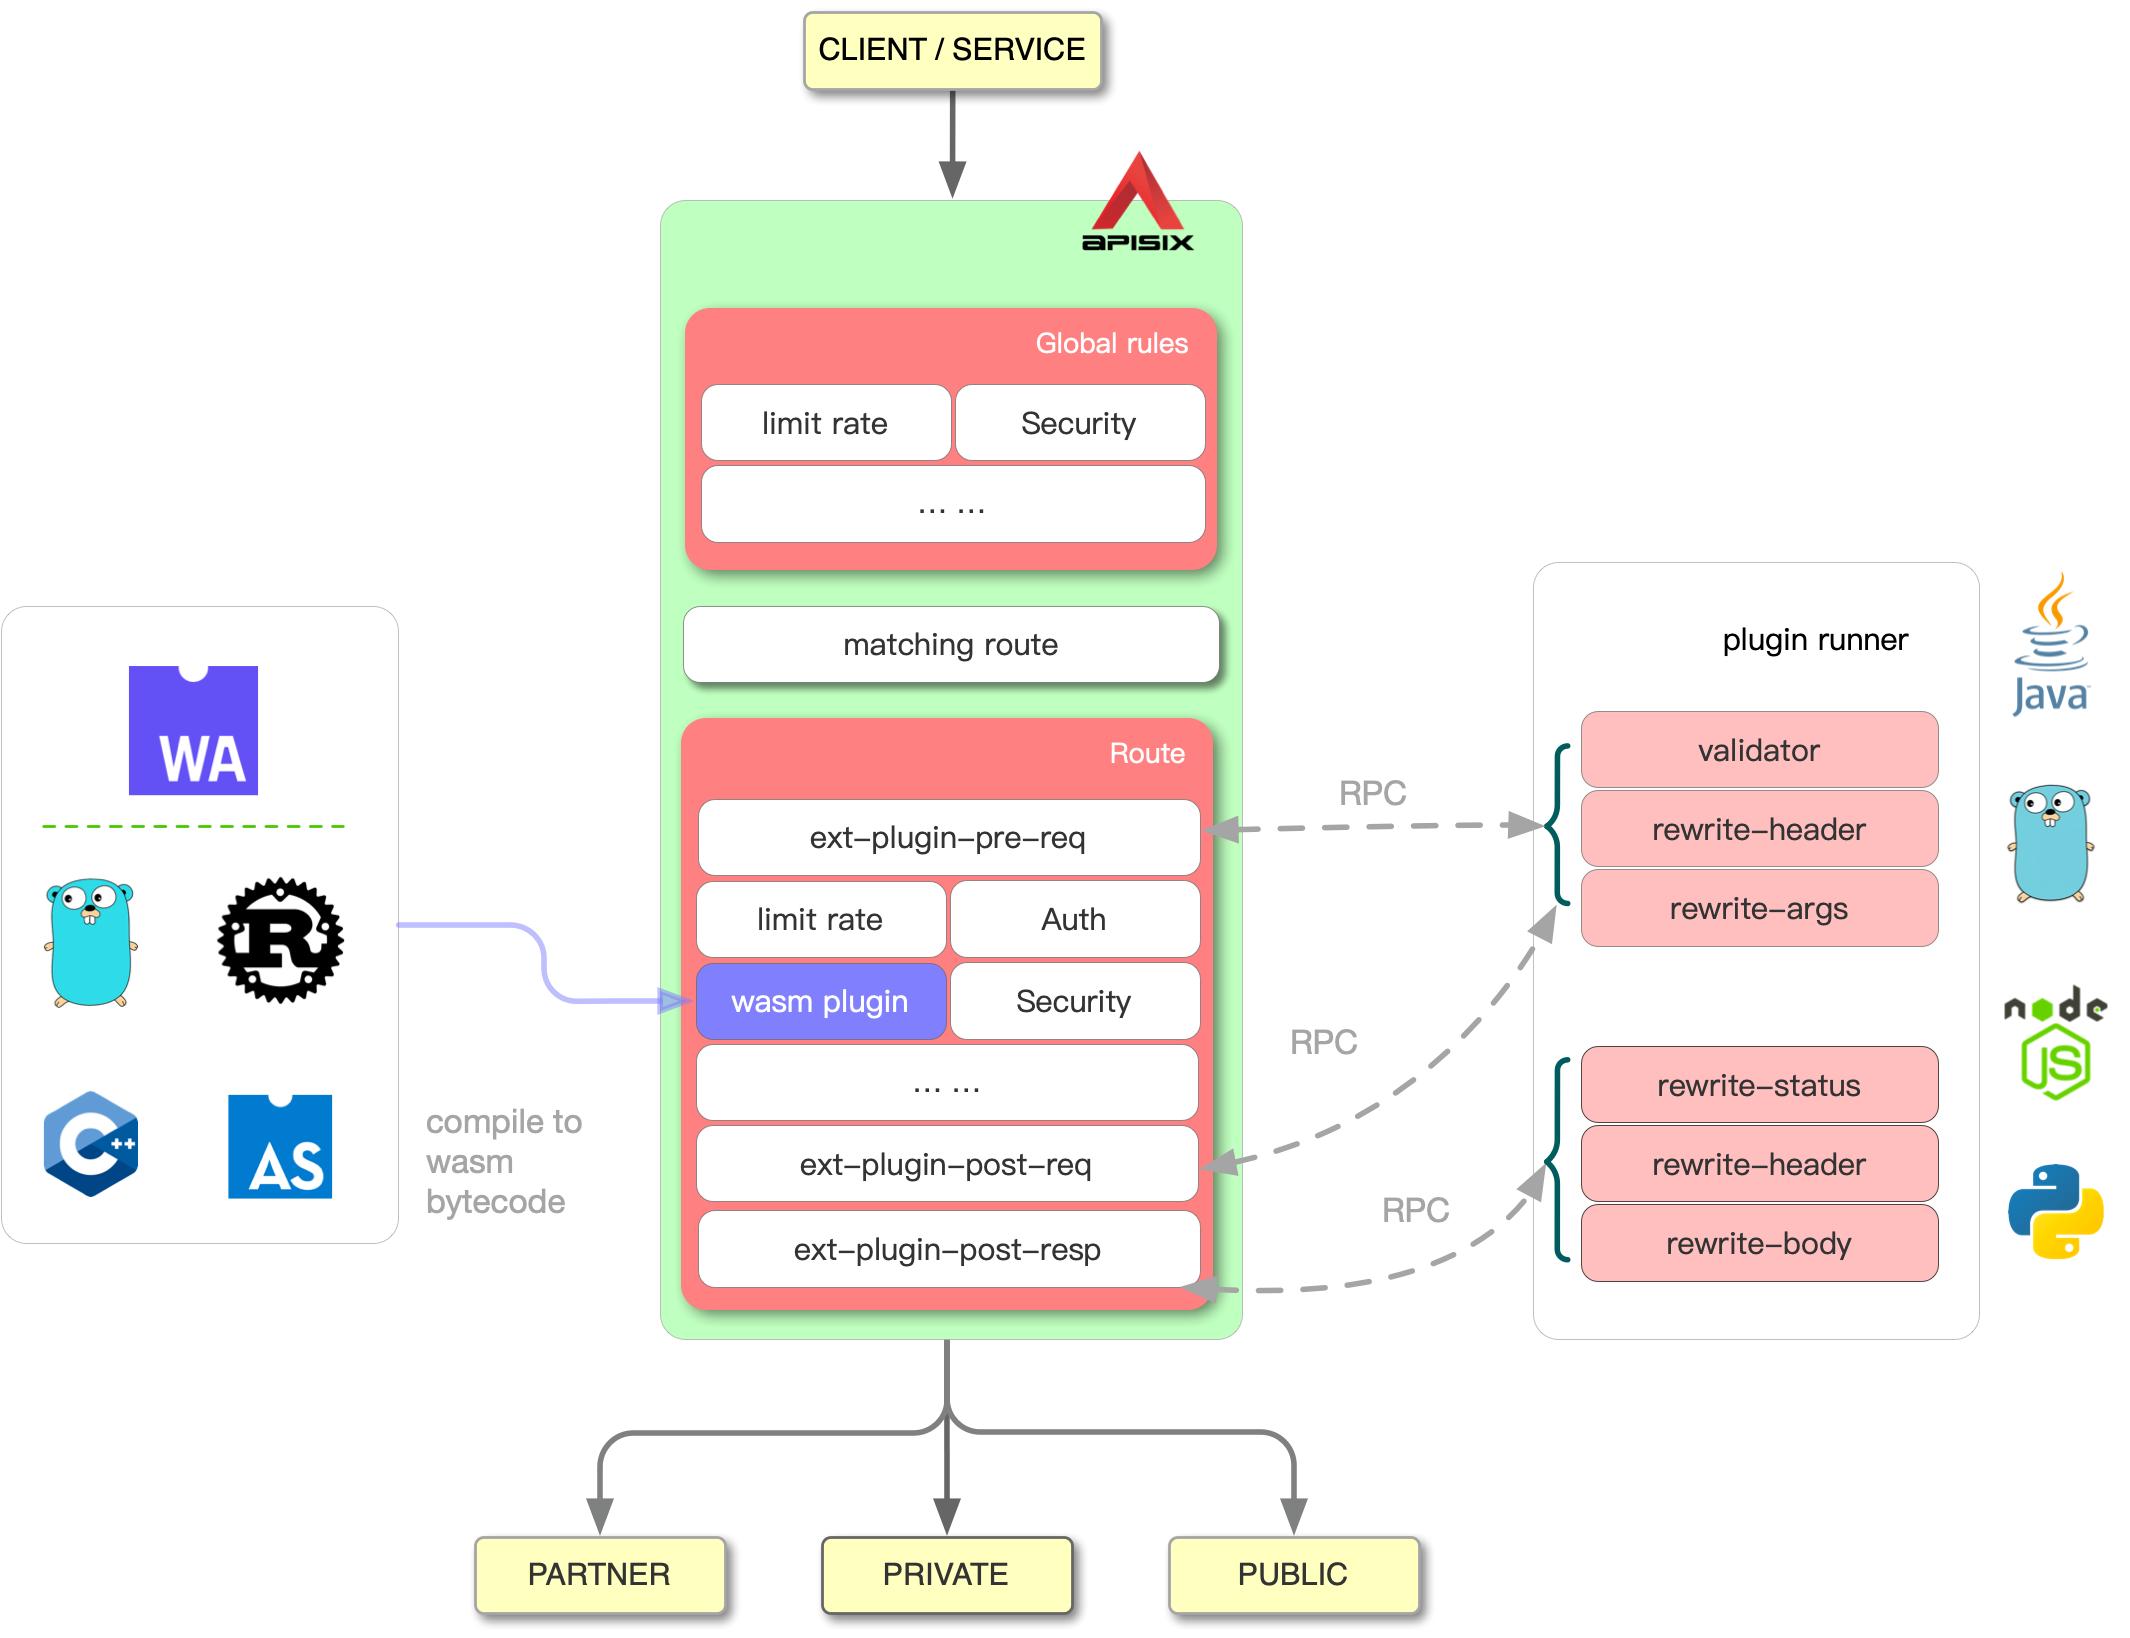 CLIENT / SERVICE
APISIX
Global rules
limit rate
Security
... ...
matching route
Route
ext-plugin-pre-req
limit rate
Auth
wasm plugin
Security
... ...
ext-plugin-post-req
ext-plugin-post-resp
WA
C++
AS
R
compile to
wasm
bytecode
RPC
RPC
RPC
plugin runner
validator
rewrite-header
rewrite-args
rewrite-status
rewrite-header
rewrite-body
Java
node
JS
PARTNER
PRIVATE
PUBLIC